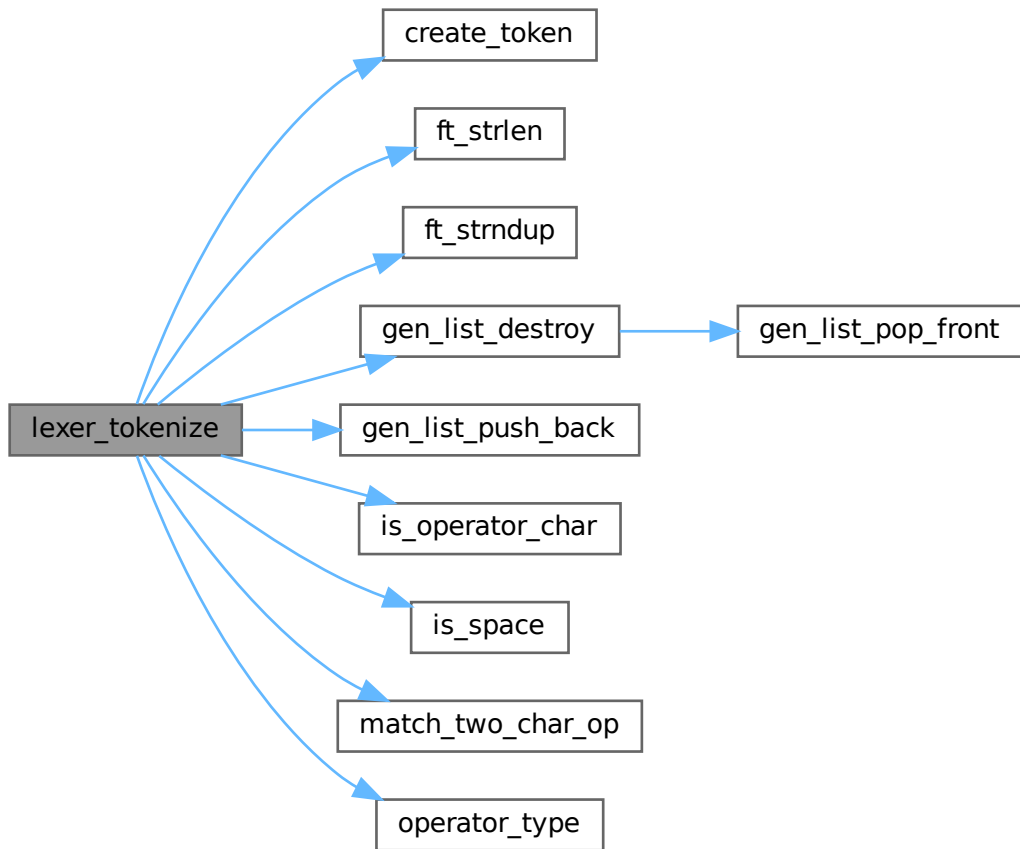 create_token
ft_strlen
ft_strndup
gen_list_destroy
gen_list_pop_front
lexer_tokenize
gen_list_push_back
is_operator_char
is_space
match_two_char_op
operator_type